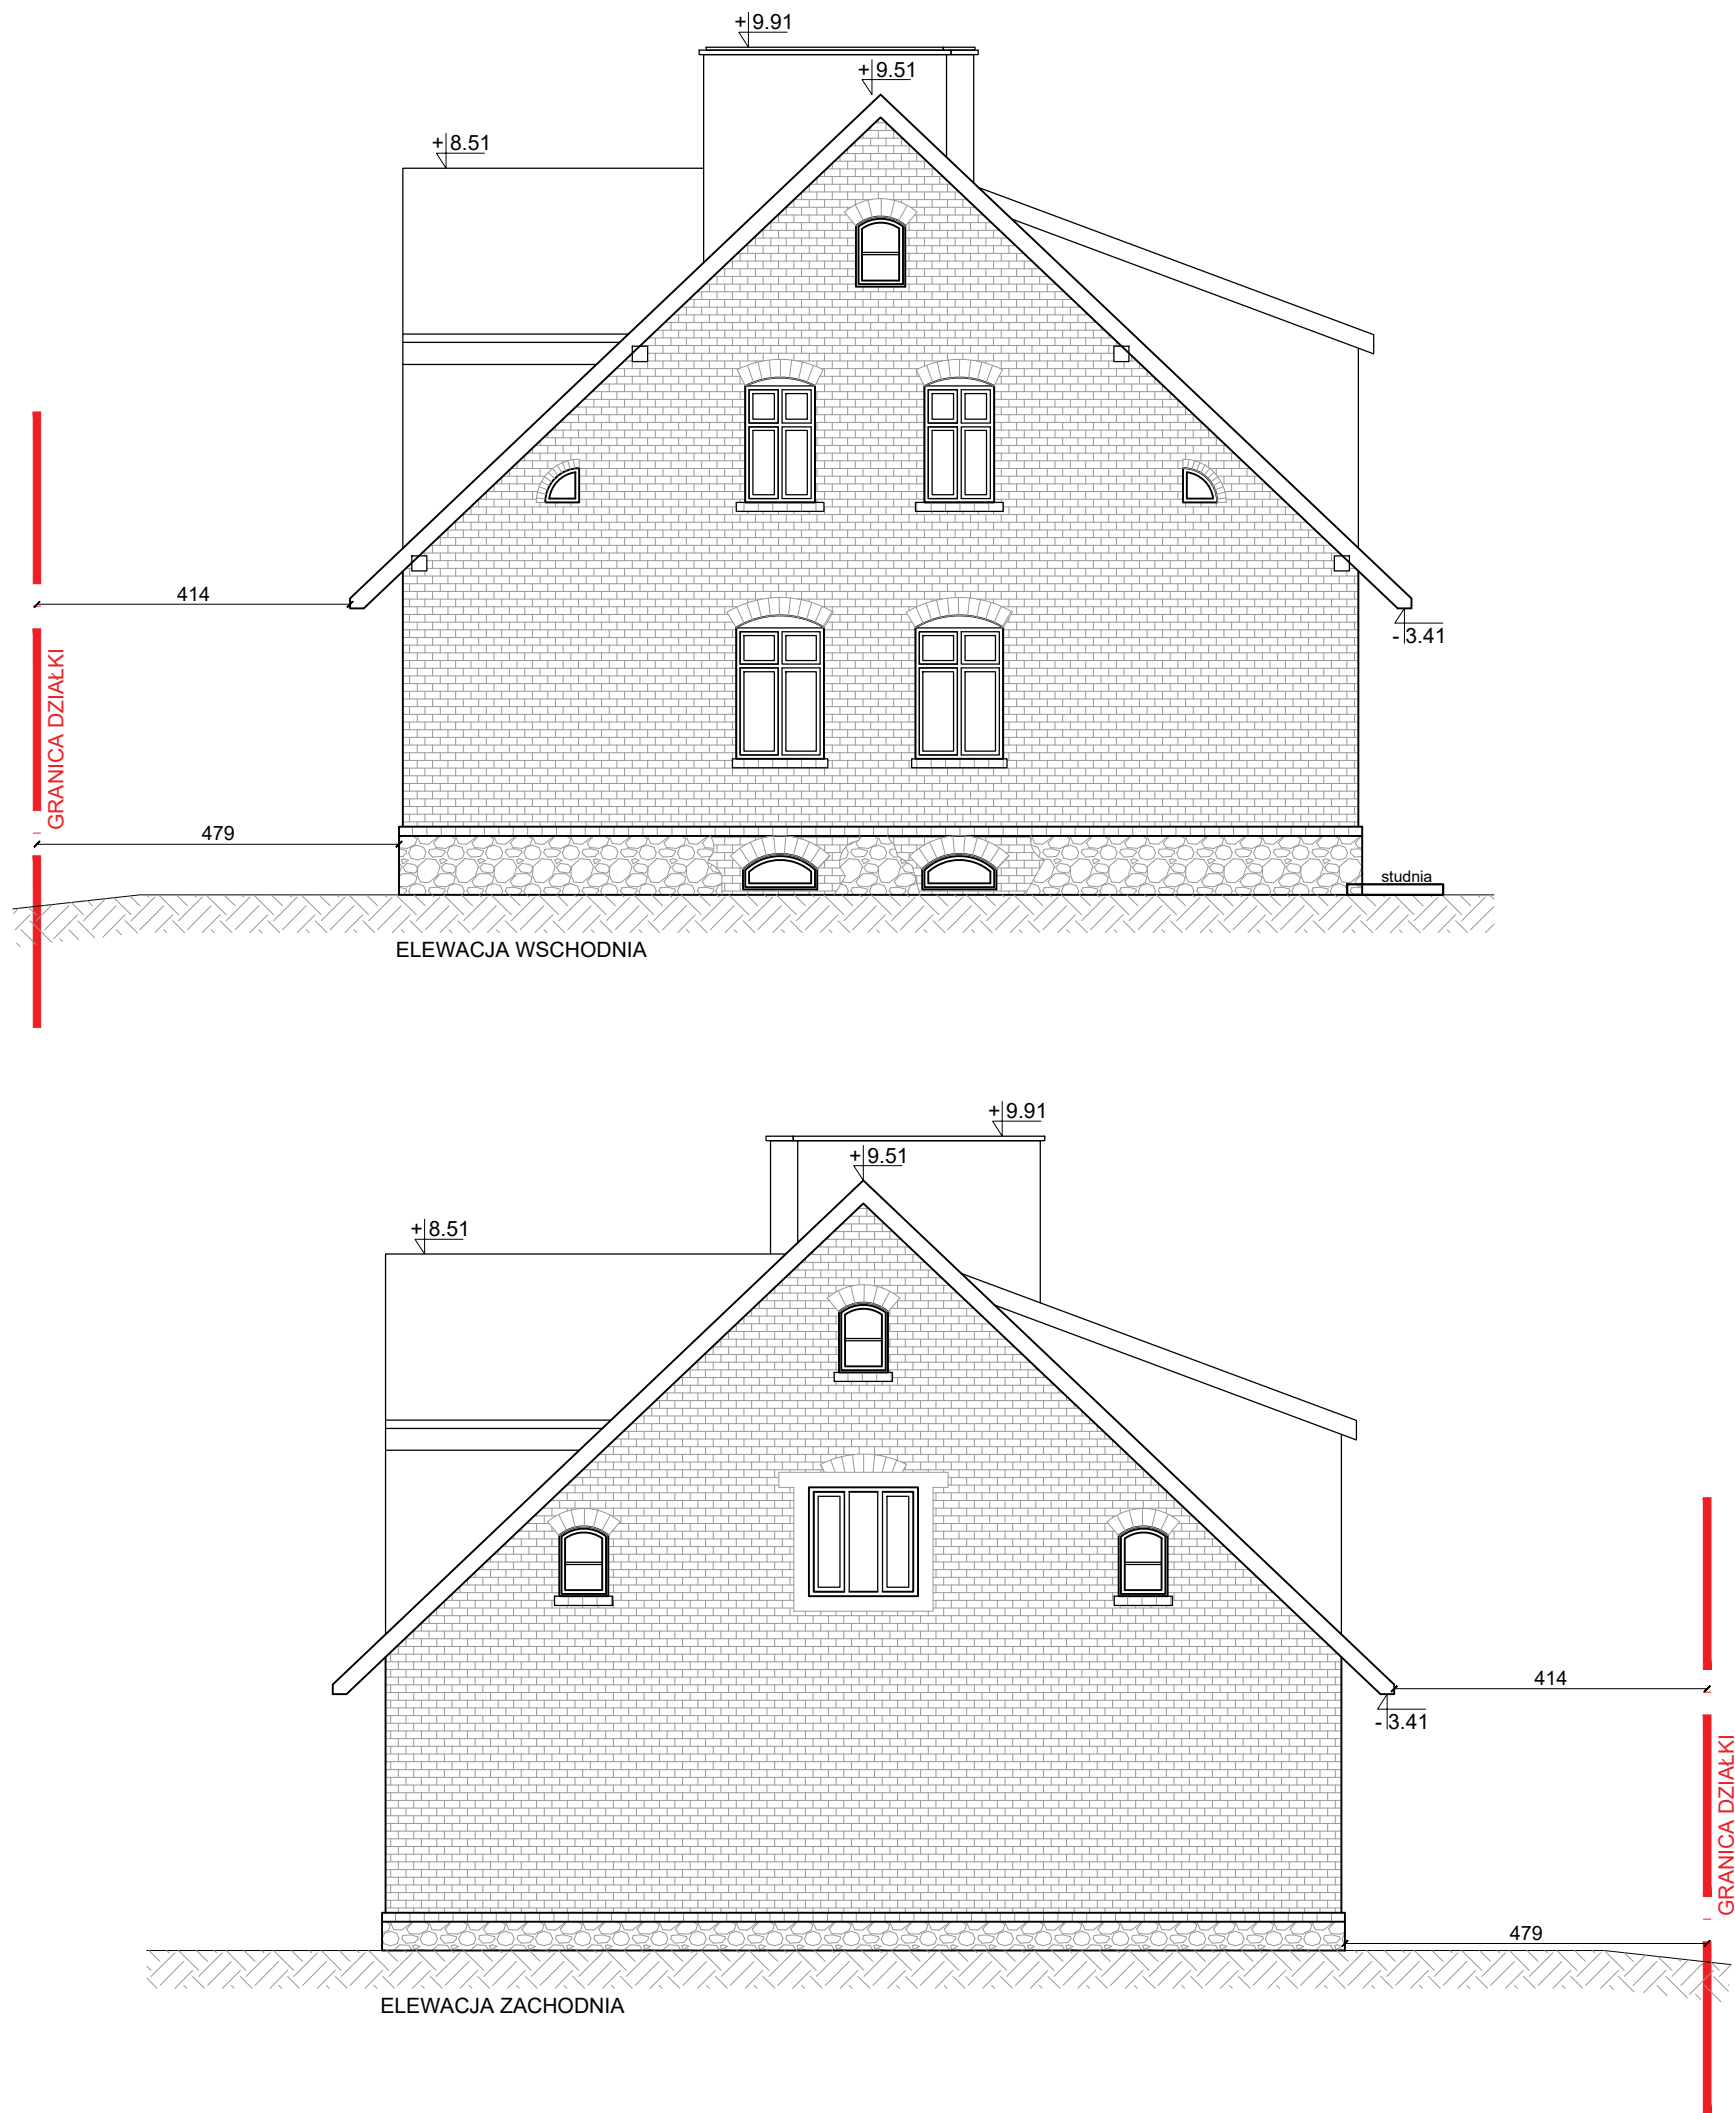 +9.91
+9.51
+8.51
414
-3.41
GRANICA DZIAŁKI
479
studnia
ELEWACJA WSCHODNIA
+9.91
+9.51
+8.51
414
-3.41
GRANICA DZIAŁKI
479
ELEWACJA ZACHODNIA